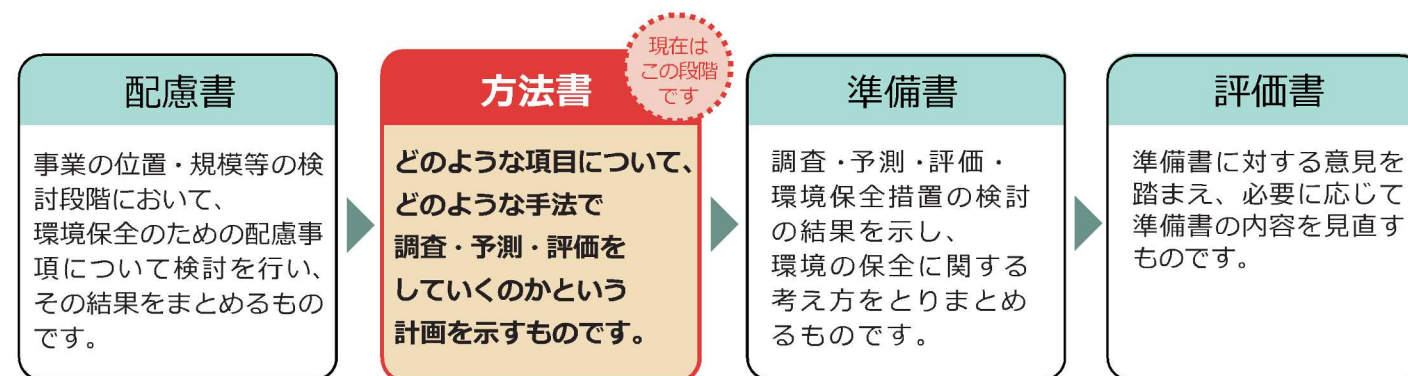 配慮書
事業の位置・規模等の検
討段階において、
環境保全のための配慮事
項について検討を行い、
その結果をまとめるもの
です。
現在は
この段階
です
方法書
どのような項目について、
どのような手法で
調査・予測・評価を
していくのかという
計画を示すものです。
準備書
調査・予測・評価・
環境保全措置の検討
の結果を示し、
環境の保全に関する
考え方をとりまとめ
るものです。
評価書
準備書に対する意見を
踏まえ、必要に応じて
準備書の内容を見直す
ものです。